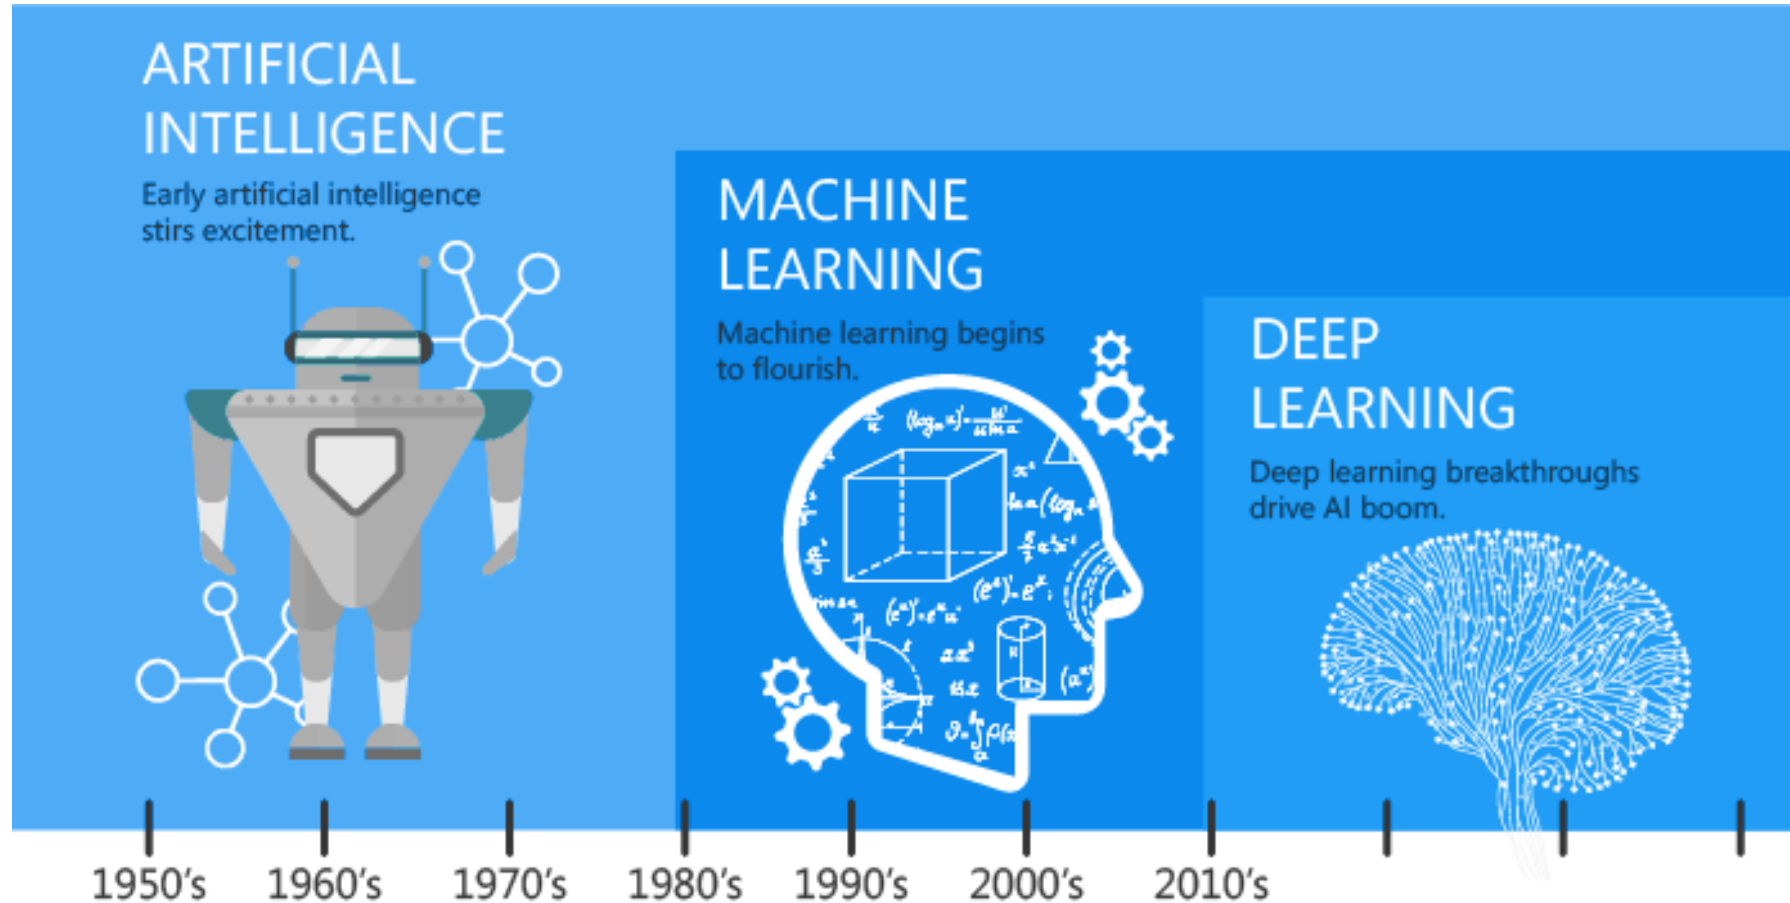 ARTIFICIAL
INTELLIGENCE
Early artificial intelligence
stirs excitement.
MACHINE
LEARNING
Machine learning begins
to flourish.
DEEP
LEARNING
Deep learning breakthroughs
drive AI boom.
1950's 1960's 1970's 1980's 1990's 2000's 2010's